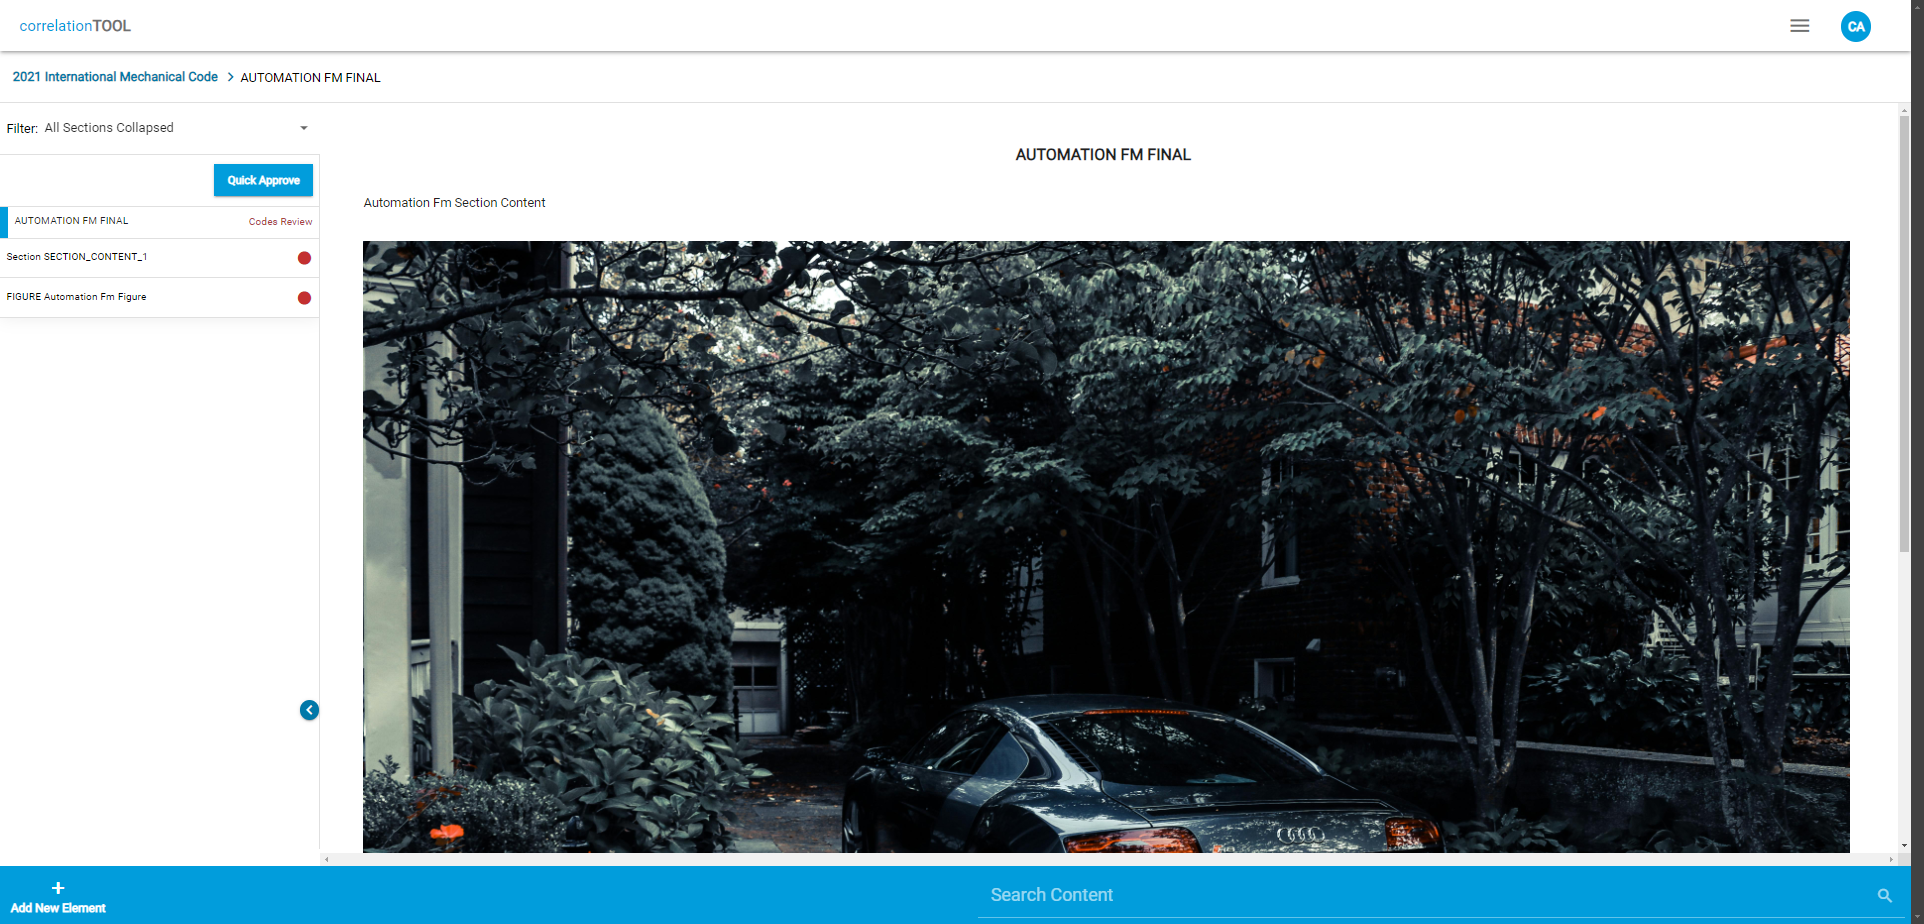 correlationTOOL
CA
2021 International Mechanical Code > AUTOMATION FM FINAL
Filter: All Sections Collapsed
Quick Approve
AUTOMATION FM FINAL Codes Review
Section SECTION_CONTENT_1
FIGURE Automation Fm Figure
AUTOMATION FM FINAL
Automation Fm Section Content
+
Add New Element
Search Content